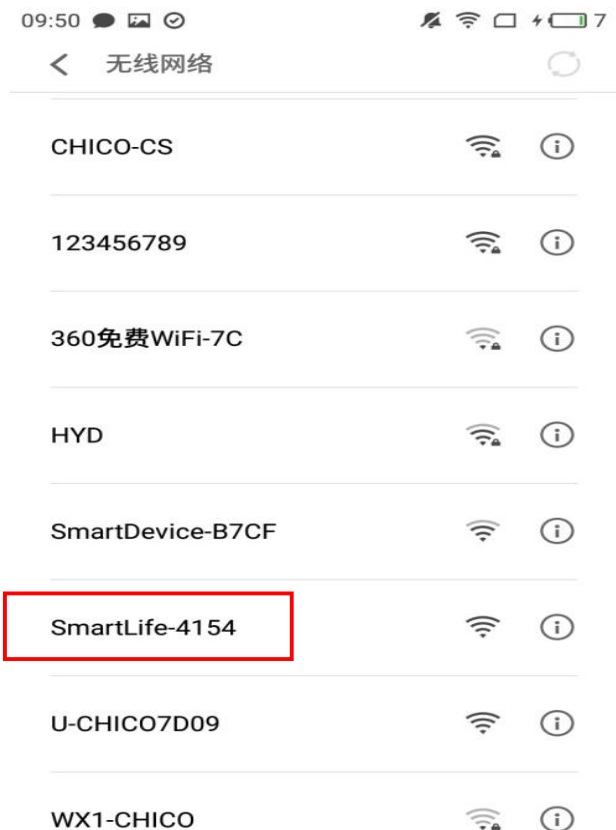 09:50 7
无线网络
CHICO-CS
123456789
360免费WiFi-7C
HYD
SmartDevice-B7CF
SmartLife-4154
U-CHICO7D09
WX1-CHICO